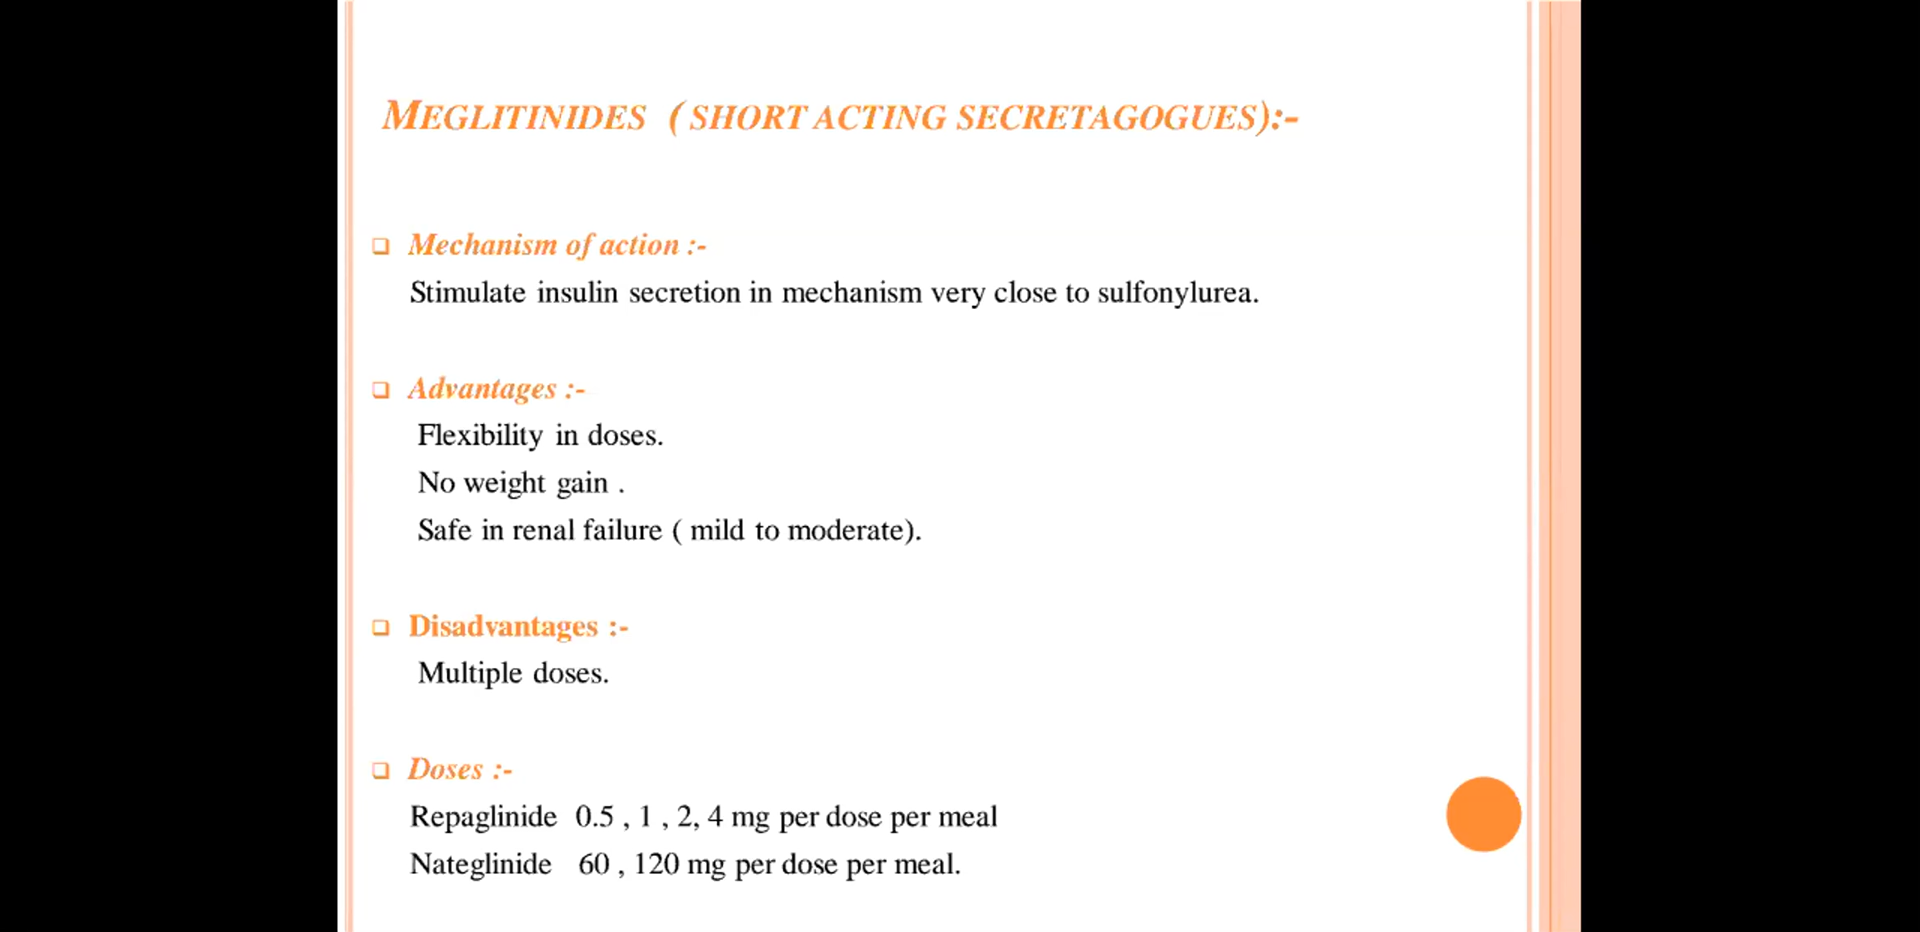 MEGLITINIDES ( SHORT ACTING SECRETAGOGUES):-
Mechanism of action :-
Stimulate insulin secretion in mechanism very close to sulfonylurea.
Advantages :-
Flexibility in doses.
No weight gain .
Safe in renal failure ( mild to moderate).
Disadvantages :-
Multiple doses.
Doses :-
Repaglinide 0.5 , 1 , 2, 4 mg per dose per meal
Nateglinide 60 , 120 mg per dose per meal.